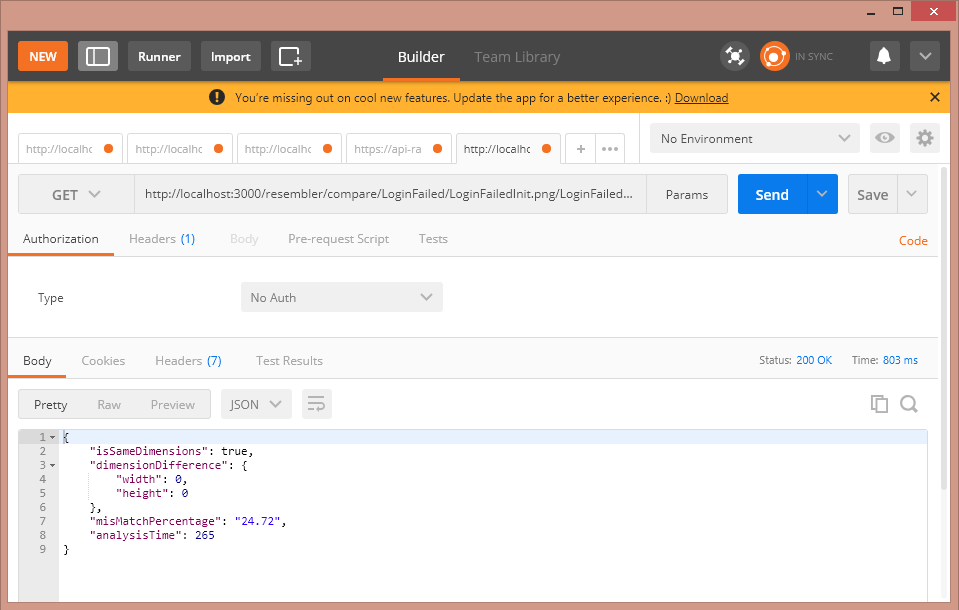 NEW Runner Import Builder Team Library IN SYNC
! You're missing out on cool new features. Update the app for a better experience. :) Download
http://localhc http://localhc http://localhc https://api-ra http://localhc + ••• No Environment
GET http://localhost:3000/resembler/compare/LoginFailed/LoginFailedInit.png/LoginFailed... Params Send Save
Authorization Headers (1) Body Pre-request Script Tests Code
Type No Auth
Body Cookies Headers (7) Test Results Status: 200 OK Time: 803 ms
Pretty Raw Preview JSON
1 {
2 "isSameDimensions": true,
3 "dimensionDifference": {
4 "width": 0,
5 "height": 0
6 },
7 "misMatchPercentage": "24.72",
8 "analysisTime": 265
9 }